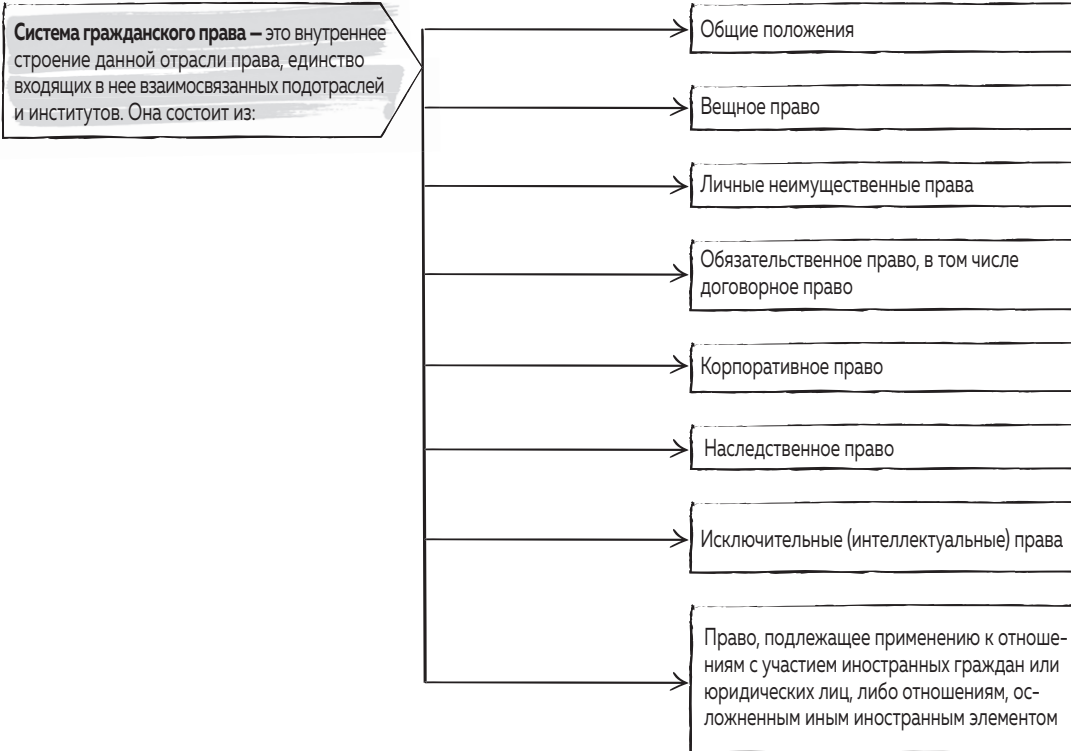 Система гражданского права — это внутреннее
строение данной отрасли права, единство
входящих в нее взаимосвязанных подотраслей
и институтов. Она состоит из:
Общие положения
Вещное право
Личные неимущественные права
Обязательственное право, в том числе
договорное право
Корпоративное право
Наследственное право
Исключительные (интеллектуальные) права
Право, подлежащее применению к отноше-
ниям с участием иностранных граждан или
юридических лиц, либо отношениям, ос-
ложненным иным иностранным элементом